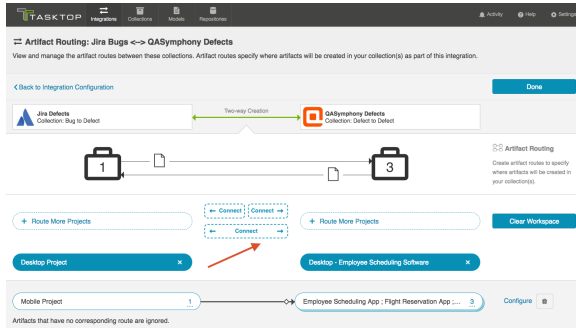 TASKTOP
Integrations
Collections
Models
Repositories
Activity
Help
Settings
Artifact Routing: Jira Bugs <--> QASymphony Defects
View and manage the artifact routes between these collections. Artifact routes specify where artifacts will be created in your collection(s) as part of this integration.
Back to Integration Configuration
Done
Jira Defects
Collection: Bug to Defect
Two-way Creation
QASymphony Defects
Collection: Defect to Defect
1
3
Artifact Routing
Create artifact routes to specify
where artifacts will be created in
your collection(s).
+ Route More Projects
← Connect
Connect →
← Connect →
+ Route More Projects
Clear Workspace
Desktop Project ×
Desktop - Employee Scheduling Software ×
Mobile Project 1
Employee Scheduling App ; Flight Reservation App ;... 3
Configure
Artifacts that have no corresponding route are ignored.